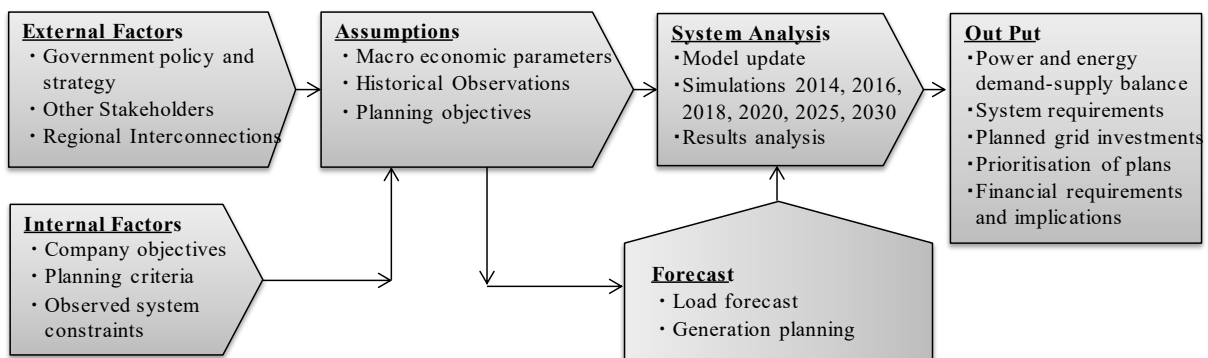 External Factors
・Government policy and
strategy
・Other Stakeholders
・Regional Interconnections
Assumptions
・Macro economic parameters
・Historical Observations
・Planning objectives
System Analysis
▪Model update
▪Simulations 2014, 2016,
2018, 2020, 2025, 2030
▪Results analysis
Out Put
▪Power and energy
demand-supply balance
▪System requirements
▪Planned grid investments
▪Prioritisation of plans
▪Financial requirements
and implications
Internal Factors
・Company objectives
・Planning criteria
・Observed system
constraints
Forecast
・Load forecast
・Generation planning